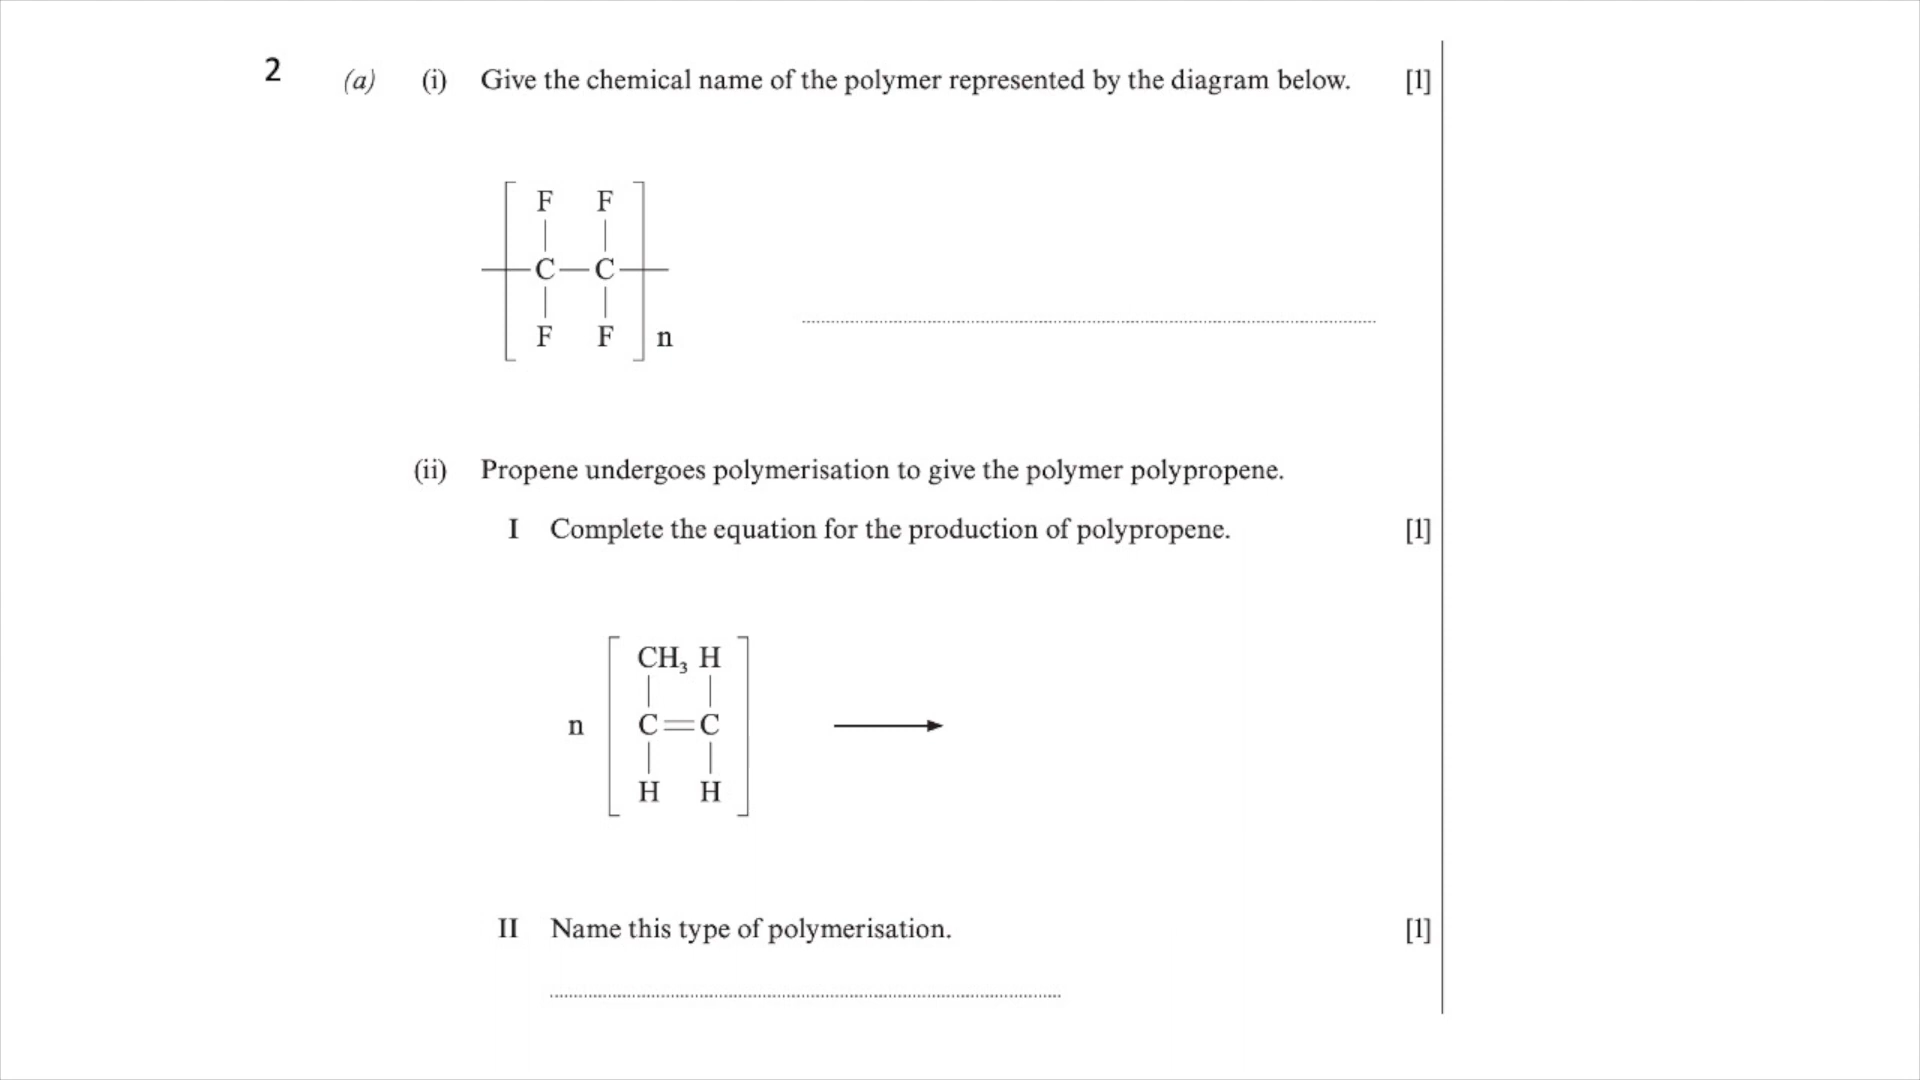 2 (a) (i) Give the chemical name of the polymer represented by the diagram below. [1]
F F
C C
F F n
(ii) Propene undergoes polymerisation to give the polymer polypropene.
I Complete the equation for the production of polypropene. [1]
CH₃ H
n C=C
H H
II Name this type of polymerisation. [1]